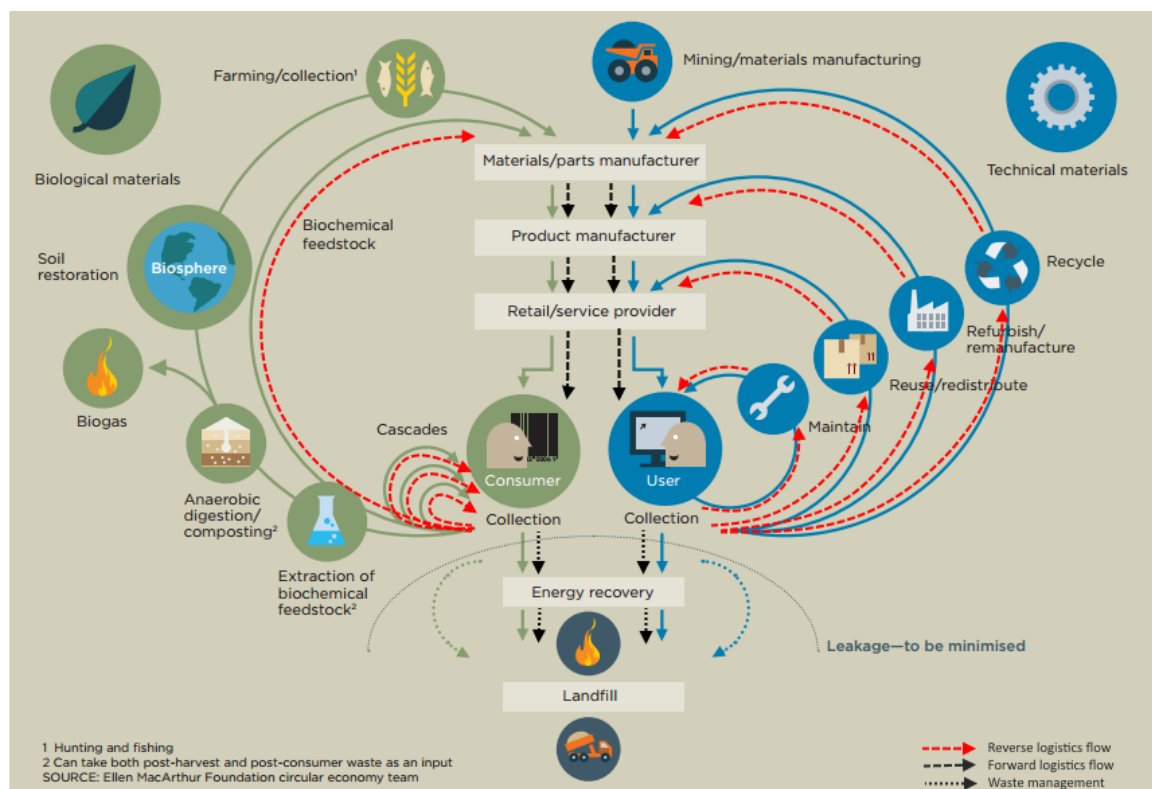 Farming/collection¹
Mining/materials manufacturing
Biological materials
Technical materials
Materials/parts manufacturer
Biochemical
feedstock
Soil
restoration
Biosphere
Product manufacturer
Recycle
Retail/service provider
Refurbish/
remanufacture
Reuse/redistribute
Biogas
Cascades
Maintain
Consumer
User
Anaerobic
digestion/
composting²
Collection
Collection
Extraction of
biochemical
feedstock²
Energy recovery
Leakage—to be minimised
Landfill
1 Hunting and fishing
2 Can take both post-harvest and post-consumer waste as an input
SOURCE: Ellen MacArthur Foundation circular economy team
Reverse logistics flow
Forward logistics flow
Waste management